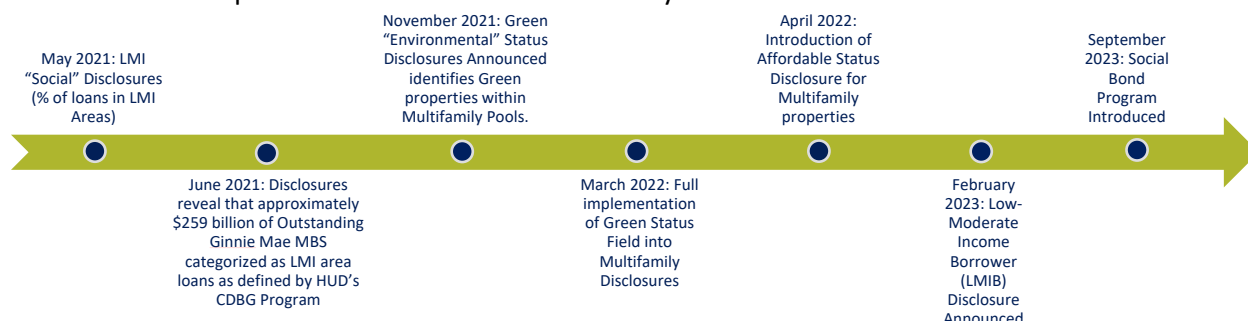 May 2021: LMI
“Social” Disclosures
(% of loans in LMI
Areas)
June 2021: Disclosures
reveal that approximately
$259 billion of Outstanding
Ginnie Mae MBS
categorized as LMI area
loans as defined by HUD’s
CDBG Program
November 2021: Green
“Environmental” Status
Disclosures Announced
identifies Green
properties within
Multifamily Pools.
March 2022: Full
implementation
of Green Status
Field into
Multifamily
Disclosures
April 2022:
Introduction of
Affordable Status
Disclosure for
Multifamily
properties
February
2023: Low-
Moderate
Income
Borrower
(LMIB)
Disclosure
Announced
September
2023: Social
Bond
Program
Introduced